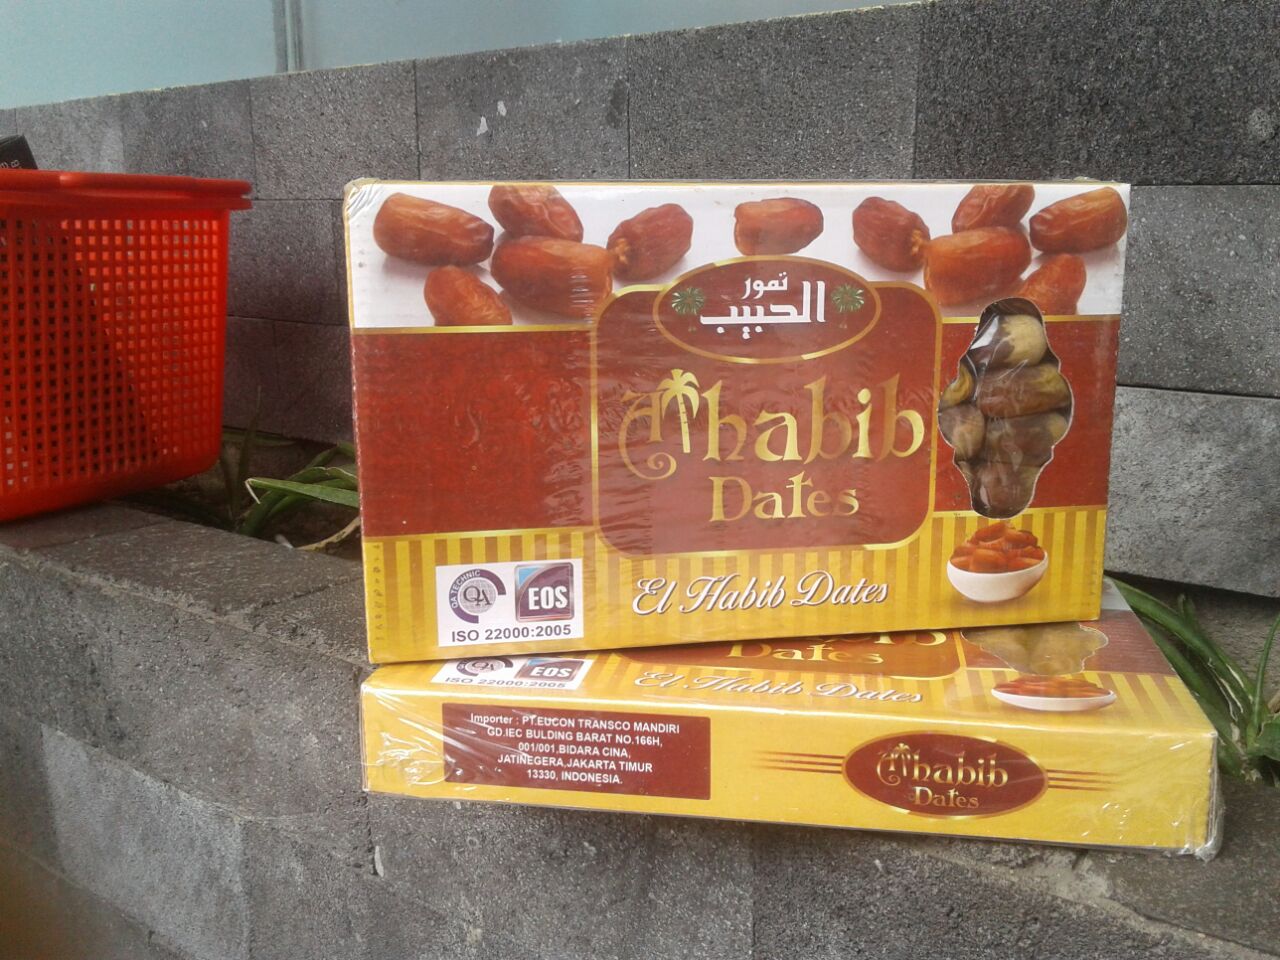 تمور
الحبيب
alhabib
Dates
El Habib Dates
QA TECHNIC
QA
EOS
ISO 22000:2005
Dates
QA
EOS
ISO 22000:2005
El Habib Dates
Importer : PT.EUCON TRANSCO MANDIRI
GD.IEC BULDING BARAT NO.166H,
001/001.BIDARA CINA,
JATINEGERA,JAKARTA TIMUR
13330, INDONESIA.
alhabib
Dates